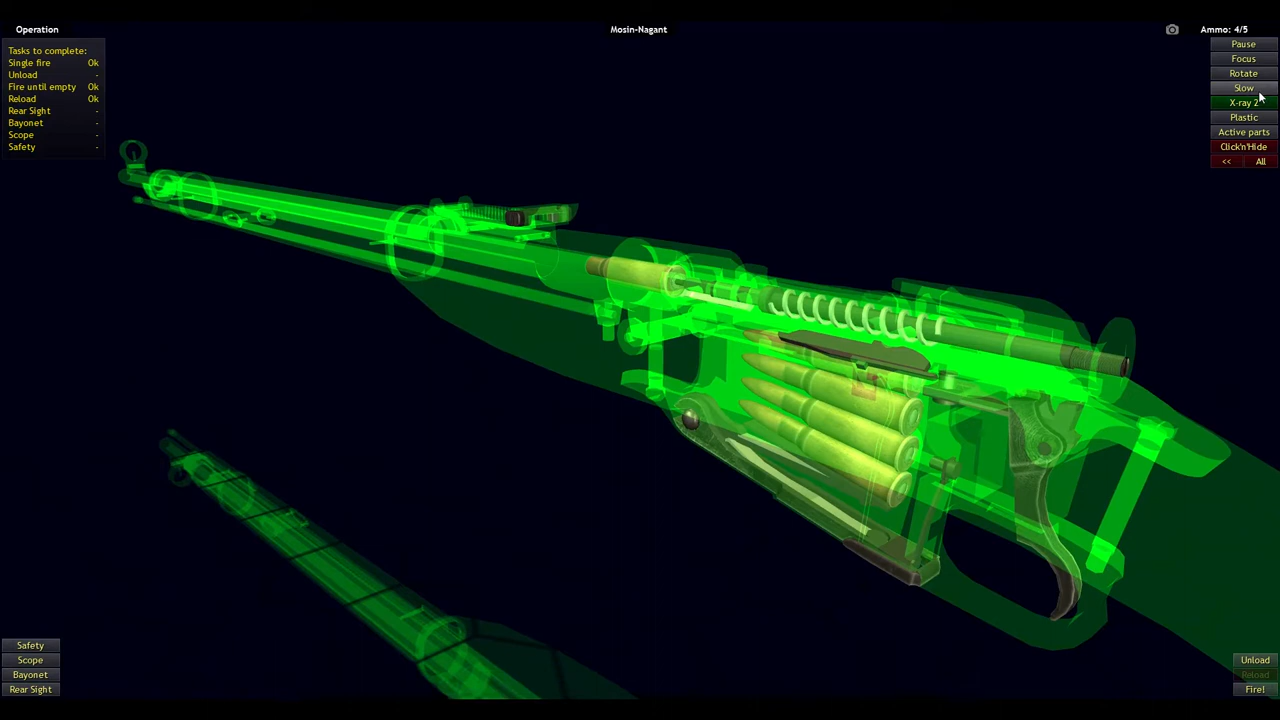 Operation
Mosin-Nagant
Ammo: 4/5
Tasks to complete:
Single fire Ok
Unload -
Fire until empty Ok
Reload Ok
Rear Sight -
Bayonet -
Scope -
Safety -
Pause
Focus
Rotate
Slow
X-ray 2
Plastic
Active parts
Click'n'Hide
<< All
Safety
Scope
Bayonet
Rear Sight
Unload
Reload
Fire!